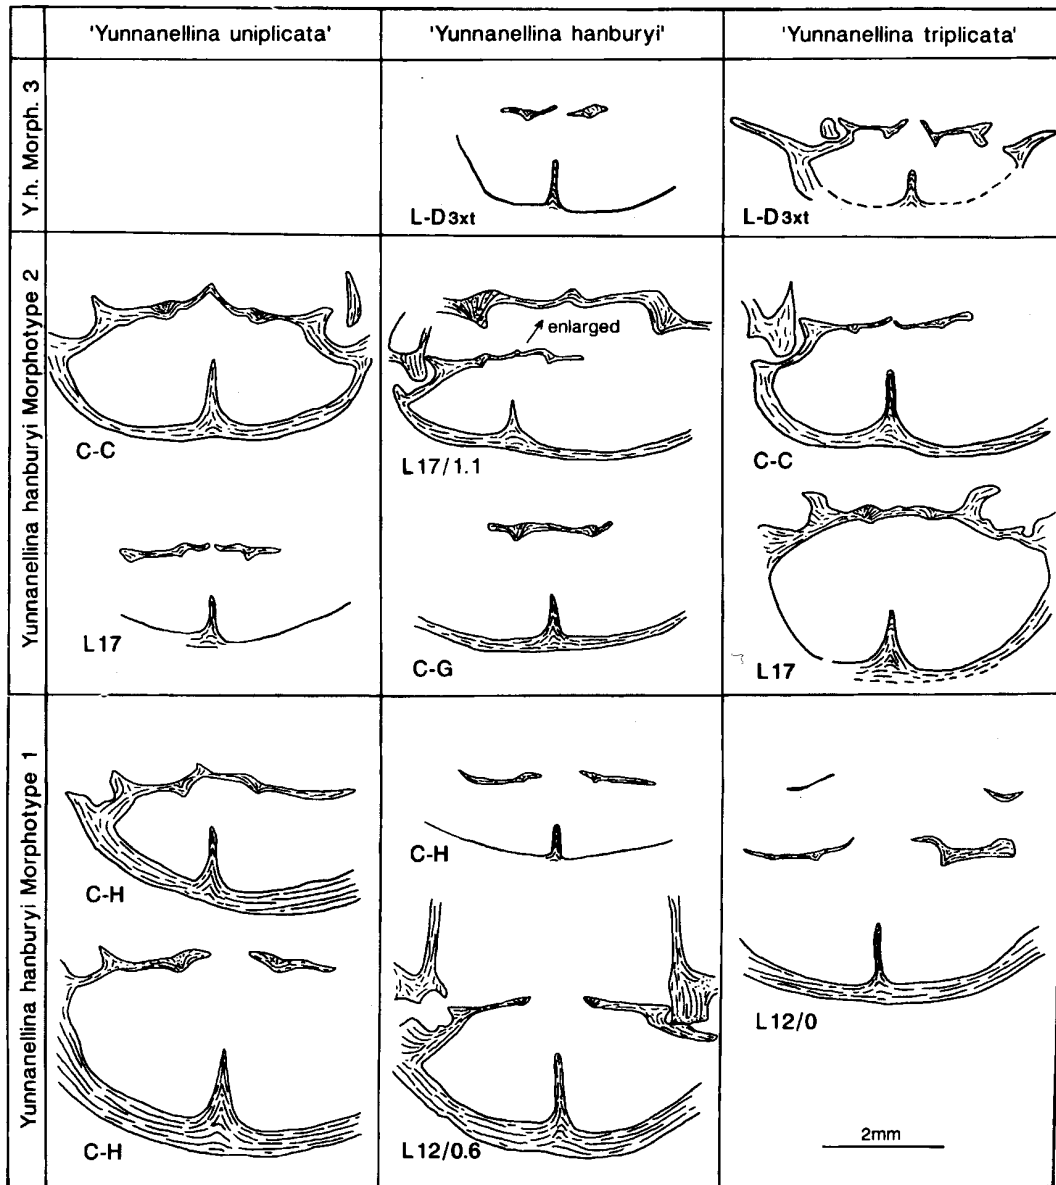 'Yunnanellina uniplicata' 'Yunnanellina hanburyi' 'Yunnanellina triplicata'
Y.h. Morph. 3
L-D3xt
L-D3xt
Yunnanellina hanburyi Morphotype 2
C-C
enlarged
L17/1.1
C-C
L17
C-G
L17
Yunnanellina hanburyi Morphotype 1
C-H
C-H
L12/0
C-H
L12/0.6
2mm